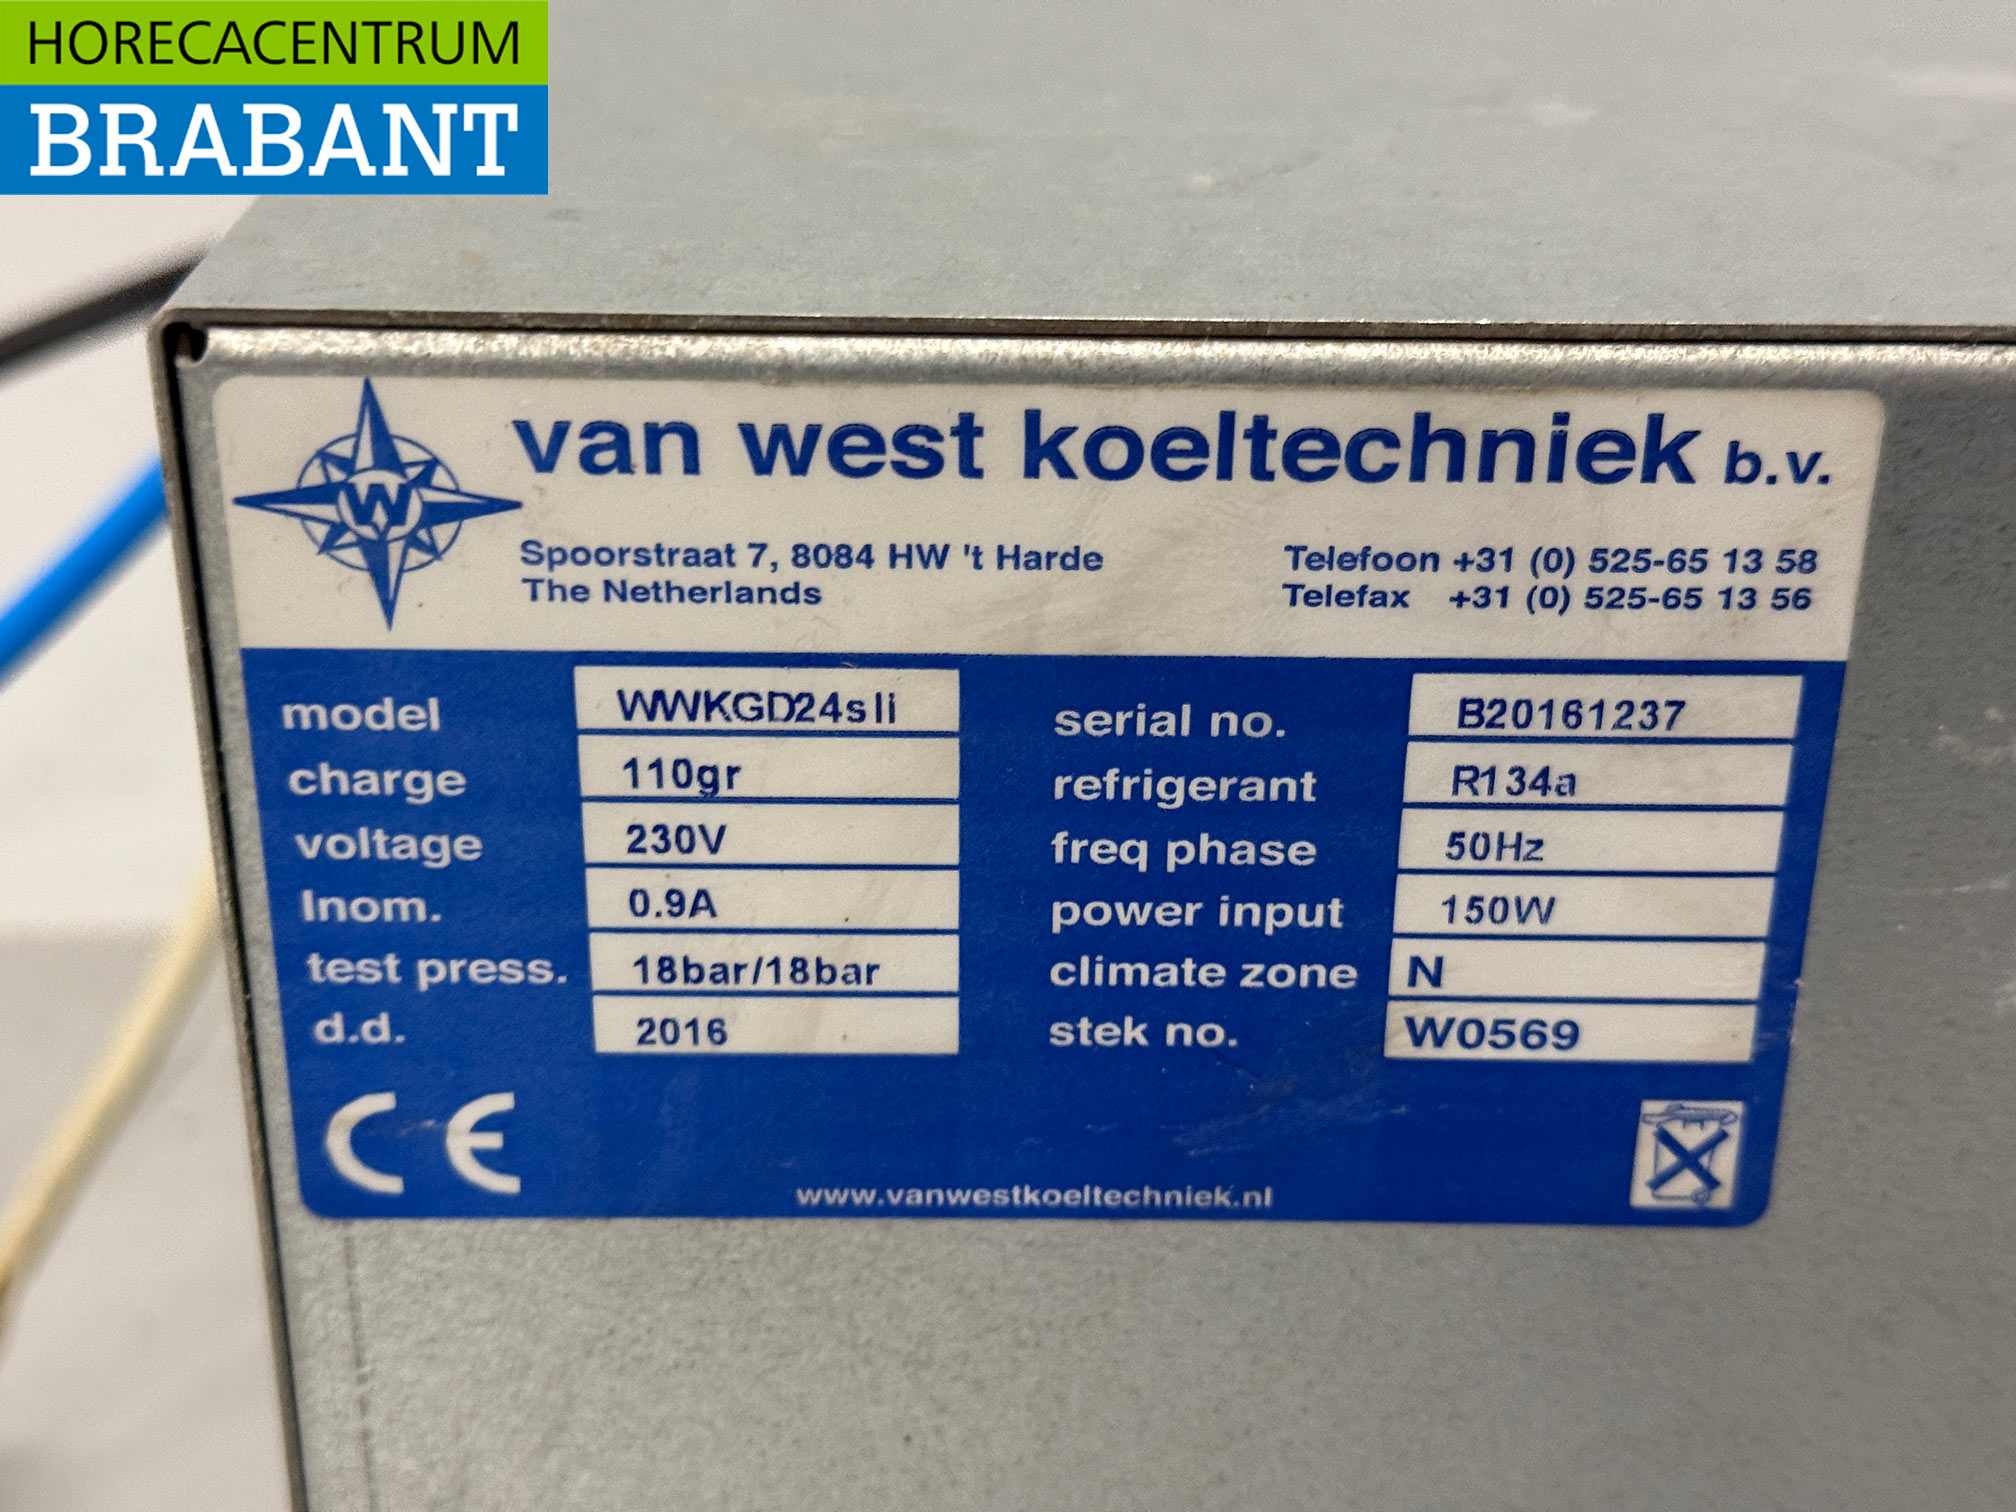 HORECACENTRUM
BRABANT
W
van west koeltechniek b.v.
Spoorstraat 7, 8084 HW 't Harde
The Netherlands
Telefoon +31 (0) 525-65 13 58
Telefax +31 (0) 525-65 13 56
model WWKGD24sli
charge 110gr
voltage 230V
Inom. 0.9A
test press. 18bar/18bar
d.d. 2016
serial no. B20161237
refrigerant R134a
freq phase 50Hz
power input 150W
climate zone N
stek no. W0569
CE
www.vanwestkoeltechniek.nl